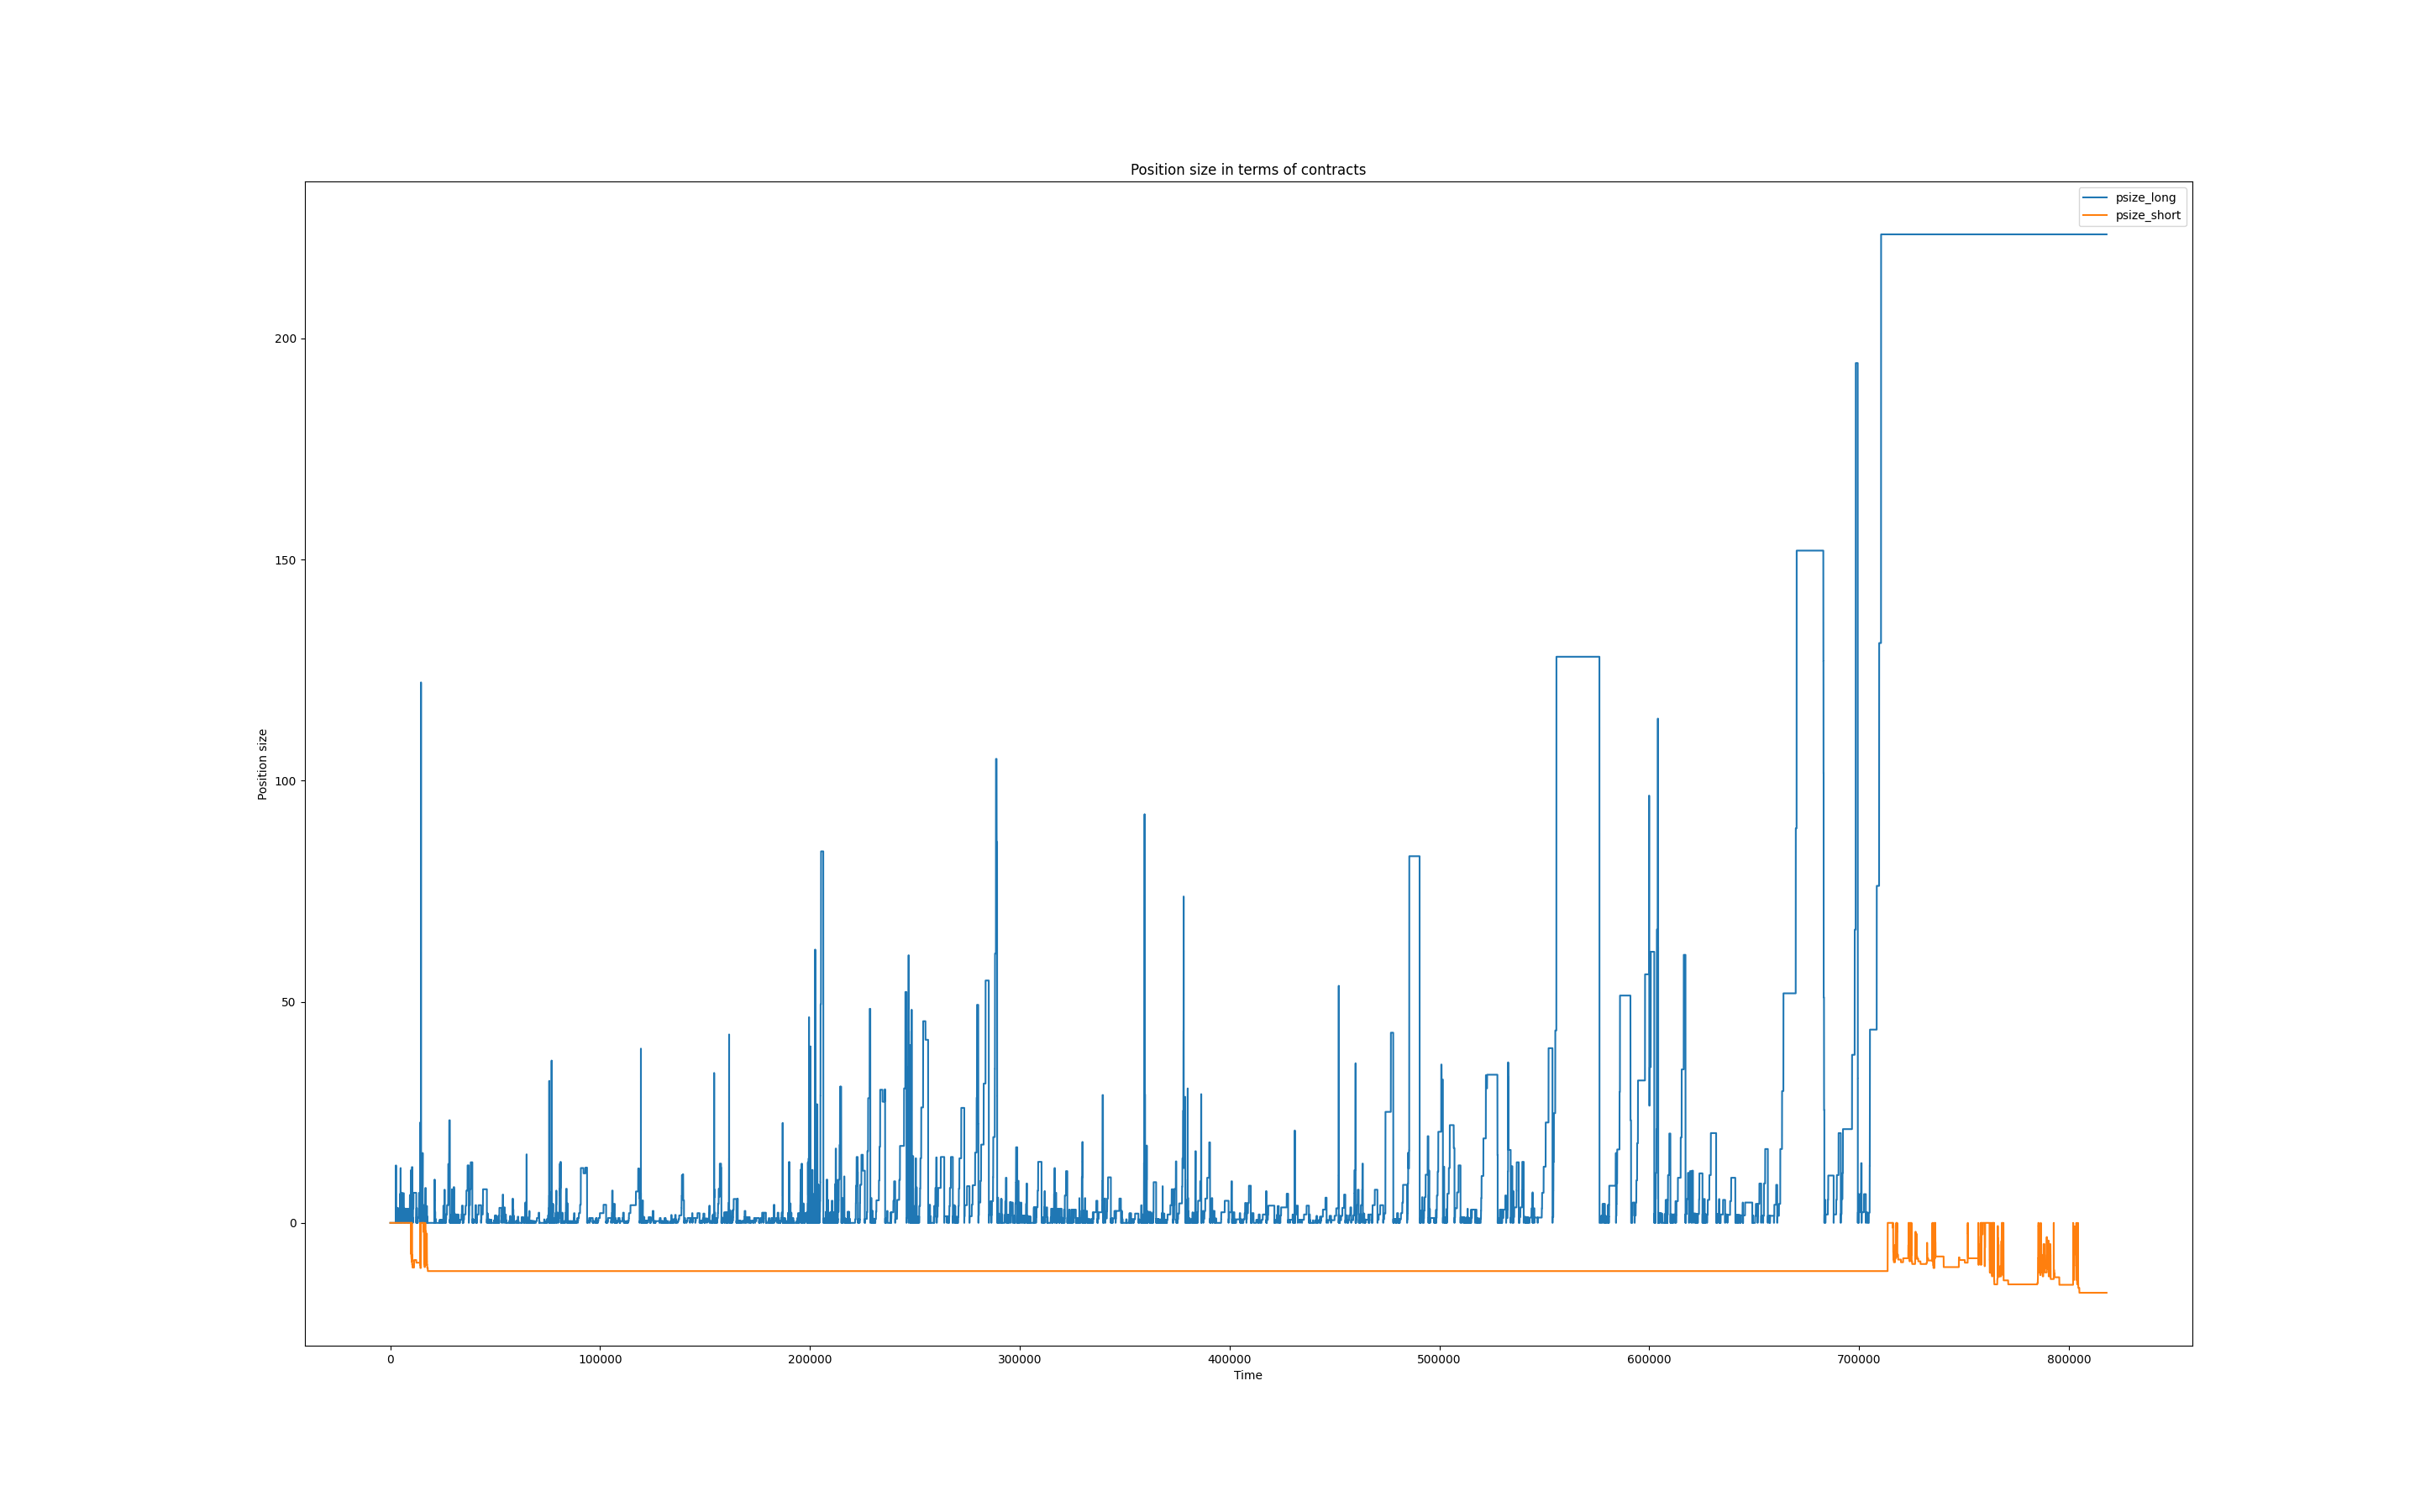 Position size in terms of contracts
psize_long
psize_short
Position size
200
150
100
50
0
0
100000
200000
300000
400000
500000
600000
700000
800000
Time